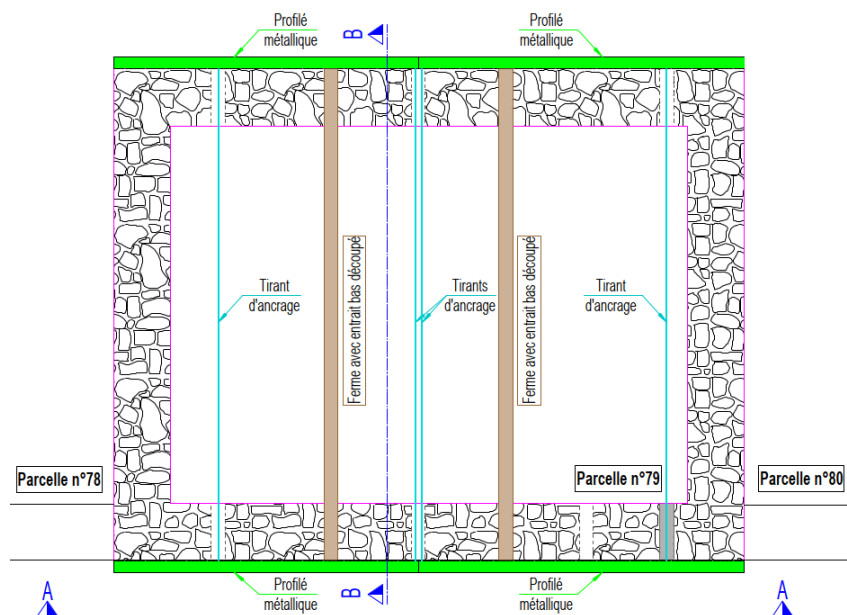 Profilé
métallique
B
Profilé
métallique
Ferme avec entrait bas découpé
Ferme avec entrait bas découpé
Tirant
d'ancrage
Tirants
d'ancrage
Tirant
d'ancrage
Parcelle n°78
Parcelle n°79
Parcelle n°80
A
Profilé
métallique
B
Profilé
métallique
A